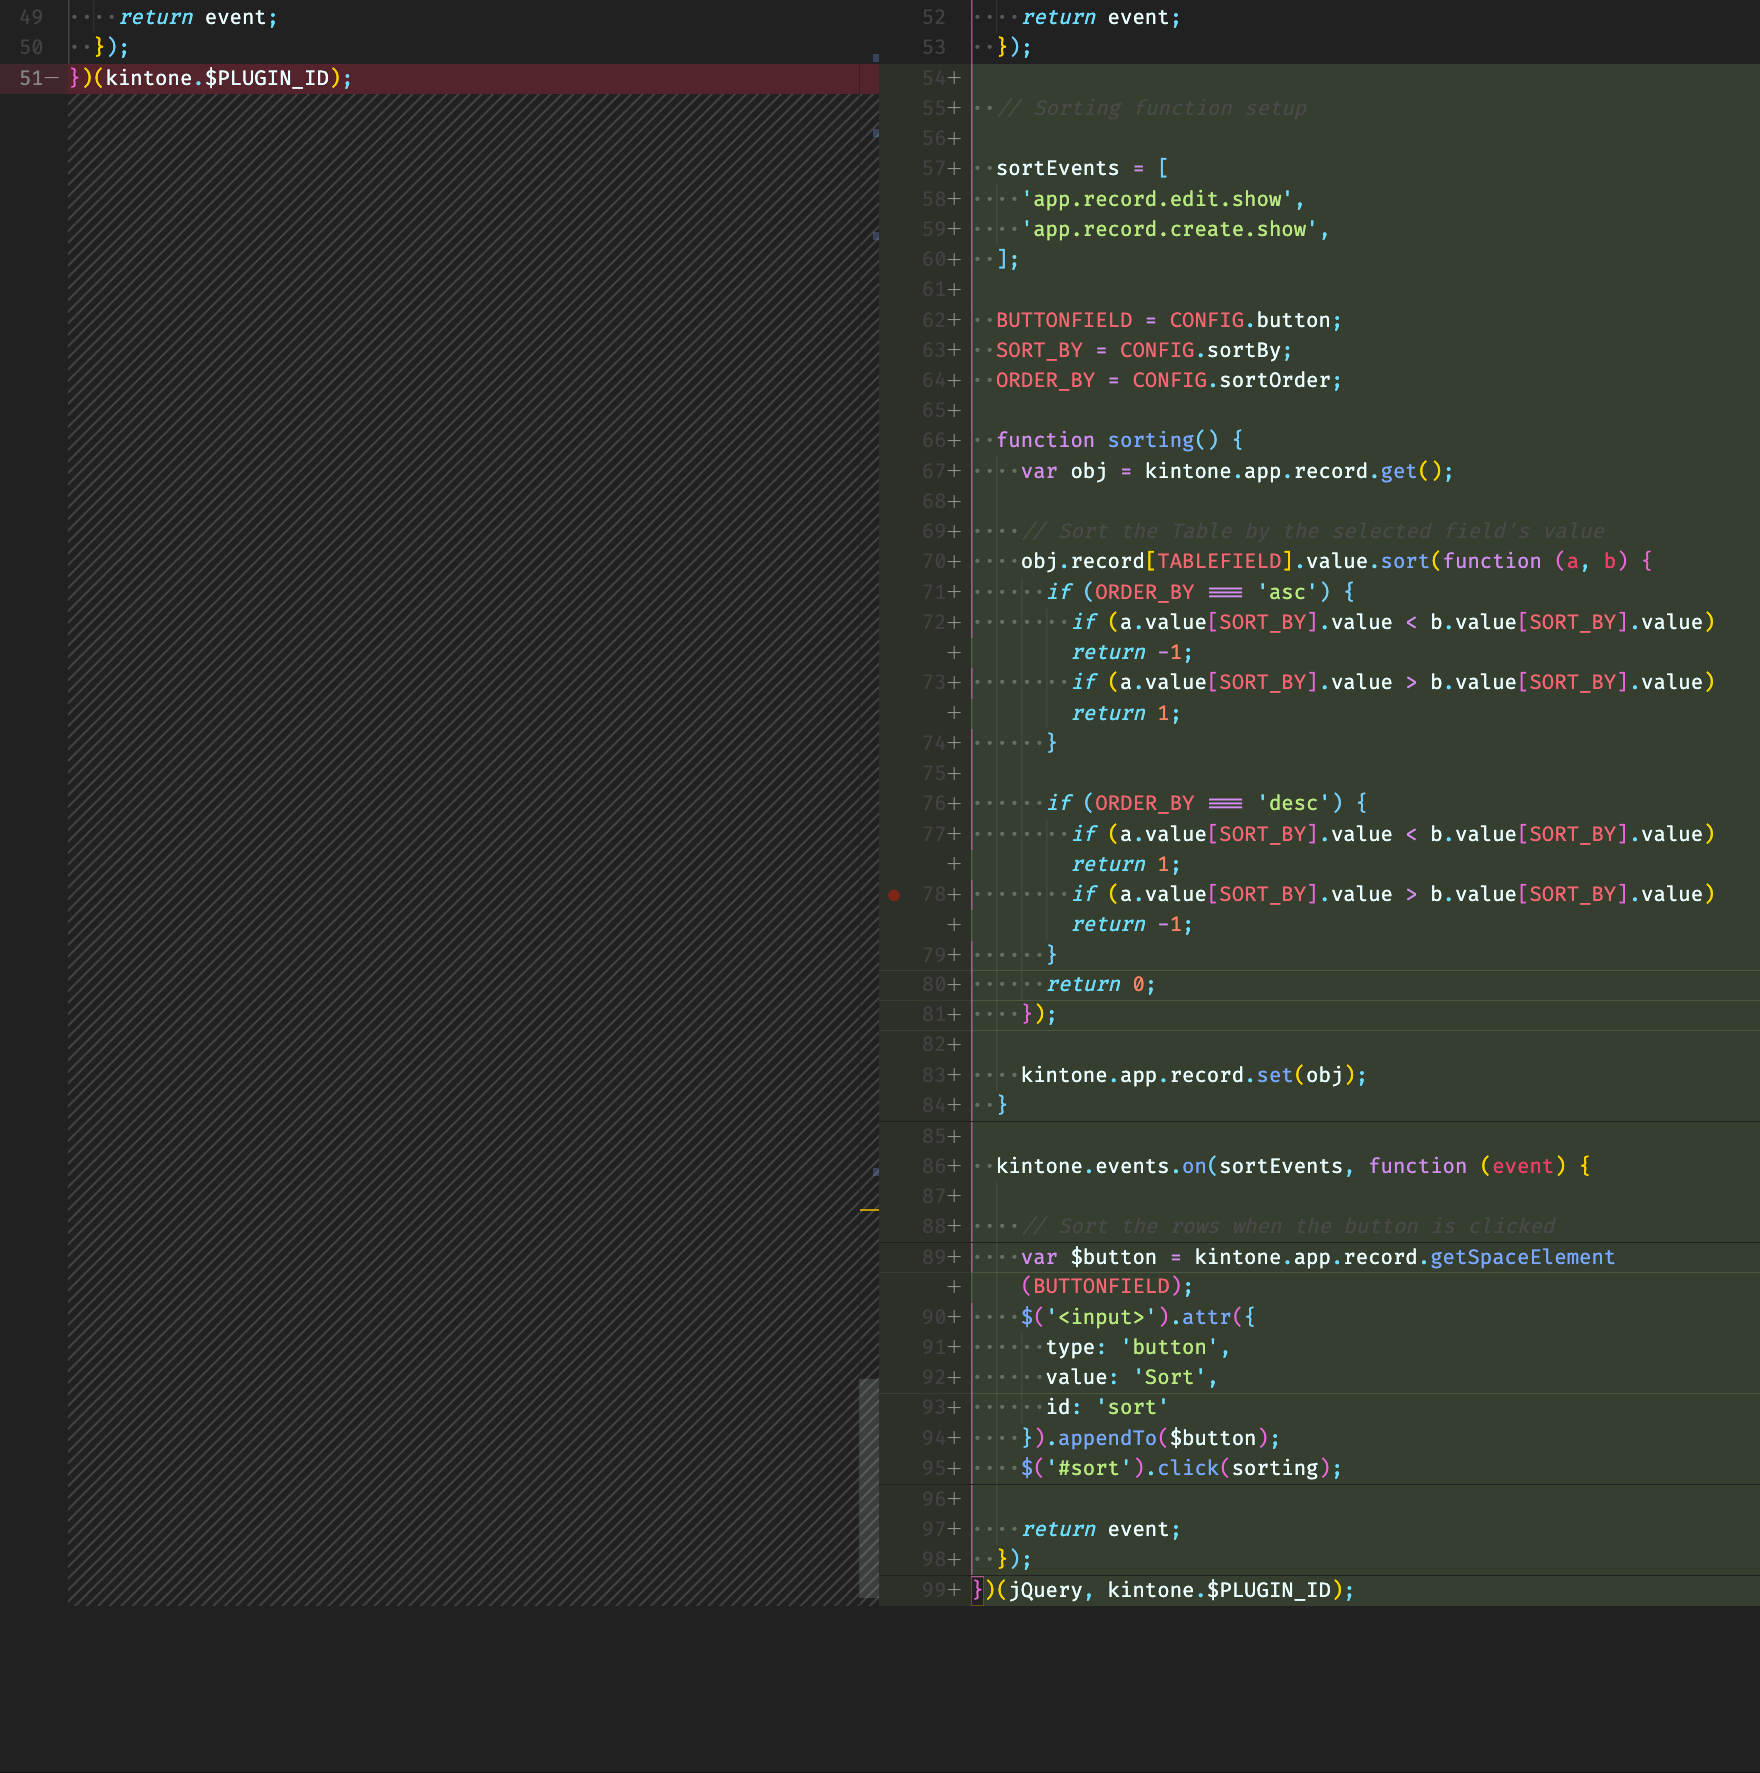 49 return event;
50 });
51— })(kintone.$PLUGIN_ID);
52 return event;
53 });
54+
55+ // Sorting function setup
56+
57+ sortEvents = [
58+ 'app.record.edit.show',
59+ 'app.record.create.show',
60+ ];
61+
62+ BUTTONFIELD = CONFIG.button;
63+ SORT_BY = CONFIG.sortBy;
64+ ORDER_BY = CONFIG.sortOrder;
65+
66+ function sorting() {
67+ var obj = kintone.app.record.get();
68+
69+ // Sort the Table by the selected field's value
70+ obj.record[TABLEFIELD].value.sort(function (a, b) {
71+ if (ORDER_BY === 'asc') {
72+ if (a.value[SORT_BY].value < b.value[SORT_BY].value)
+ return -1;
73+ if (a.value[SORT_BY].value > b.value[SORT_BY].value)
+ return 1;
74+ }
75+
76+ if (ORDER_BY === 'desc') {
77+ if (a.value[SORT_BY].value < b.value[SORT_BY].value)
+ return 1;
78+ if (a.value[SORT_BY].value > b.value[SORT_BY].value)
+ return -1;
79+ }
80+ return 0;
81+ });
82+
83+ kintone.app.record.set(obj);
84+ }
85+
86+ kintone.events.on(sortEvents, function (event) {
87+
88+ // Sort the rows when the button is clicked
89+ var $button = kintone.app.record.getSpaceElement
+ (BUTTONFIELD);
90+ $('<input>').attr({
91+ type: 'button',
92+ value: 'Sort',
93+ id: 'sort'
94+ }).appendTo($button);
95+ $('#sort').click(sorting);
96+
97+ return event;
98+ });
99+ })(jQuery, kintone.$PLUGIN_ID);